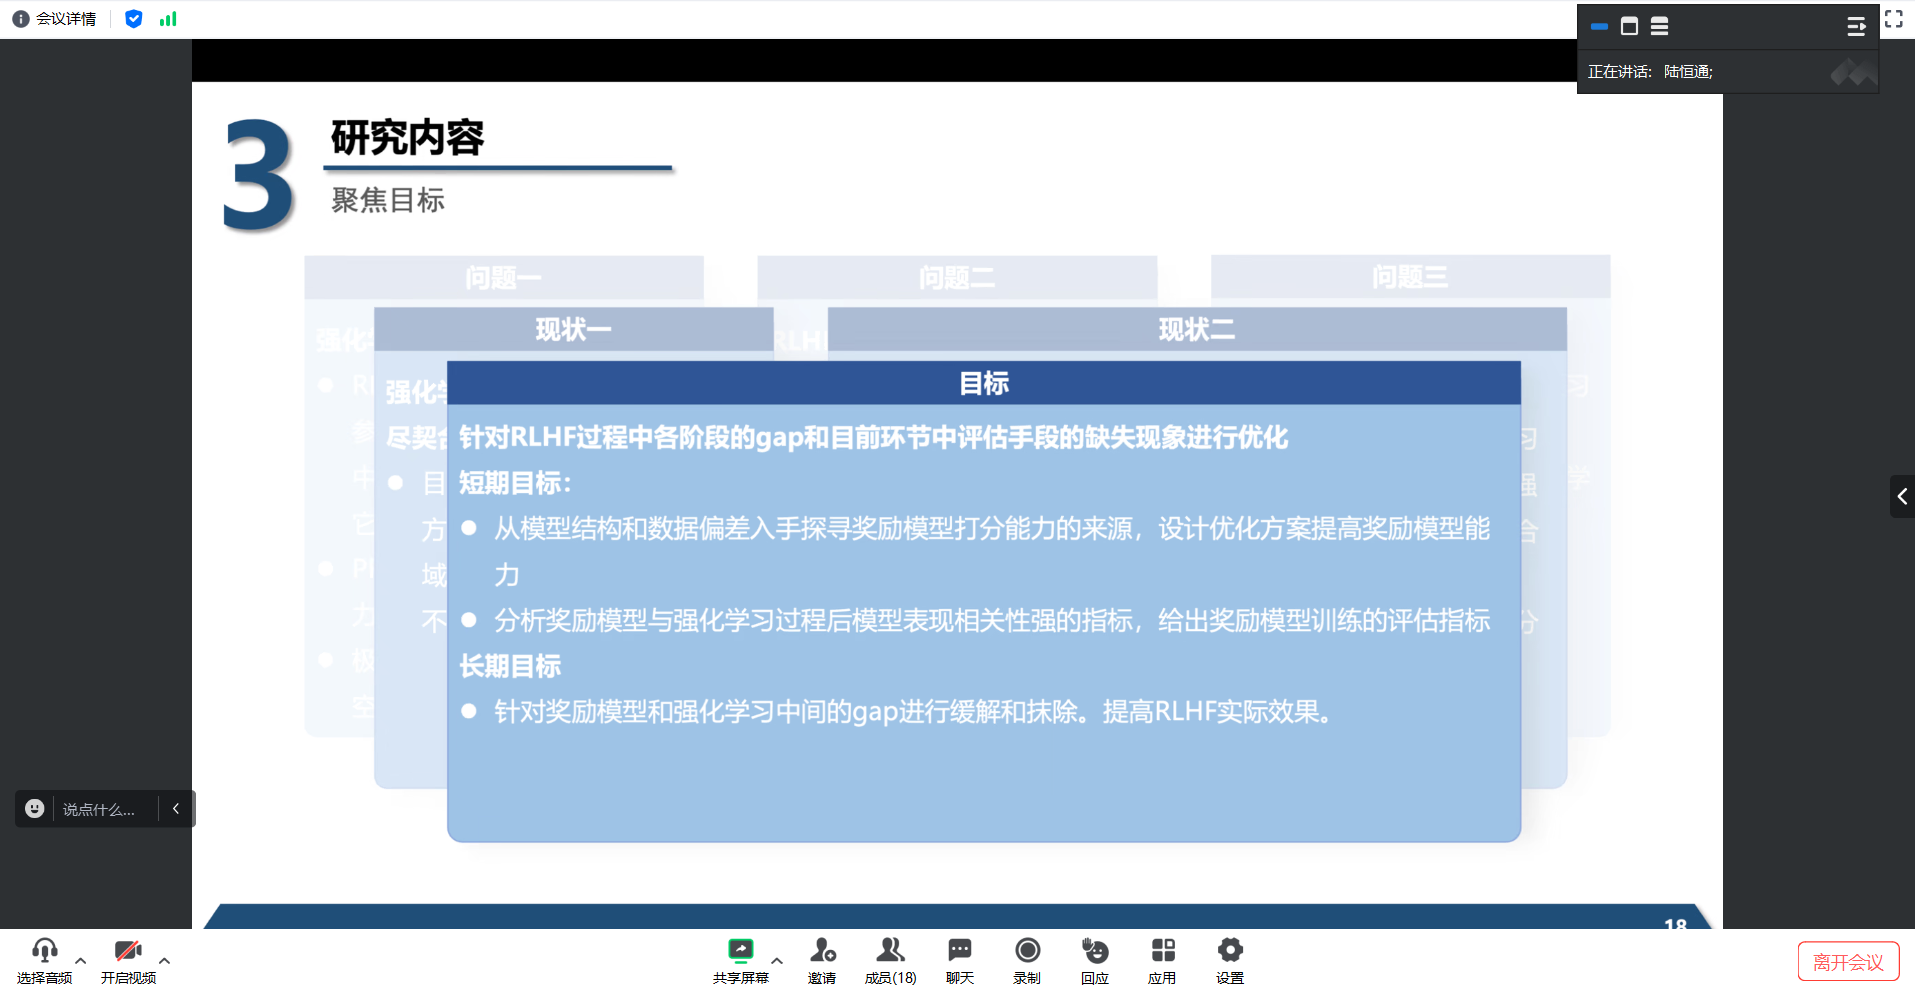 会议详情
正在讲话: 陆恒通;
3
研究内容
聚焦目标
问题一
问题二
问题三
现状一
现状二
目标
针对RLHF过程中各阶段的gap和目前环节中评估手段的缺失现象进行优化
短期目标：
● 从模型结构和数据偏差入手探寻奖励模型打分能力的来源，设计优化方案提高奖励模型能
力
● 分析奖励模型与强化学习过程后模型表现相关性强的指标，给出奖励模型训练的评估指标
长期目标
● 针对奖励模型和强化学习中间的gap进行缓解和抹除。提高RLHF实际效果。
18
说点什么...
选择音频
开启视频
共享屏幕
邀请
成员(18)
聊天
录制
回应
应用
设置
离开会议